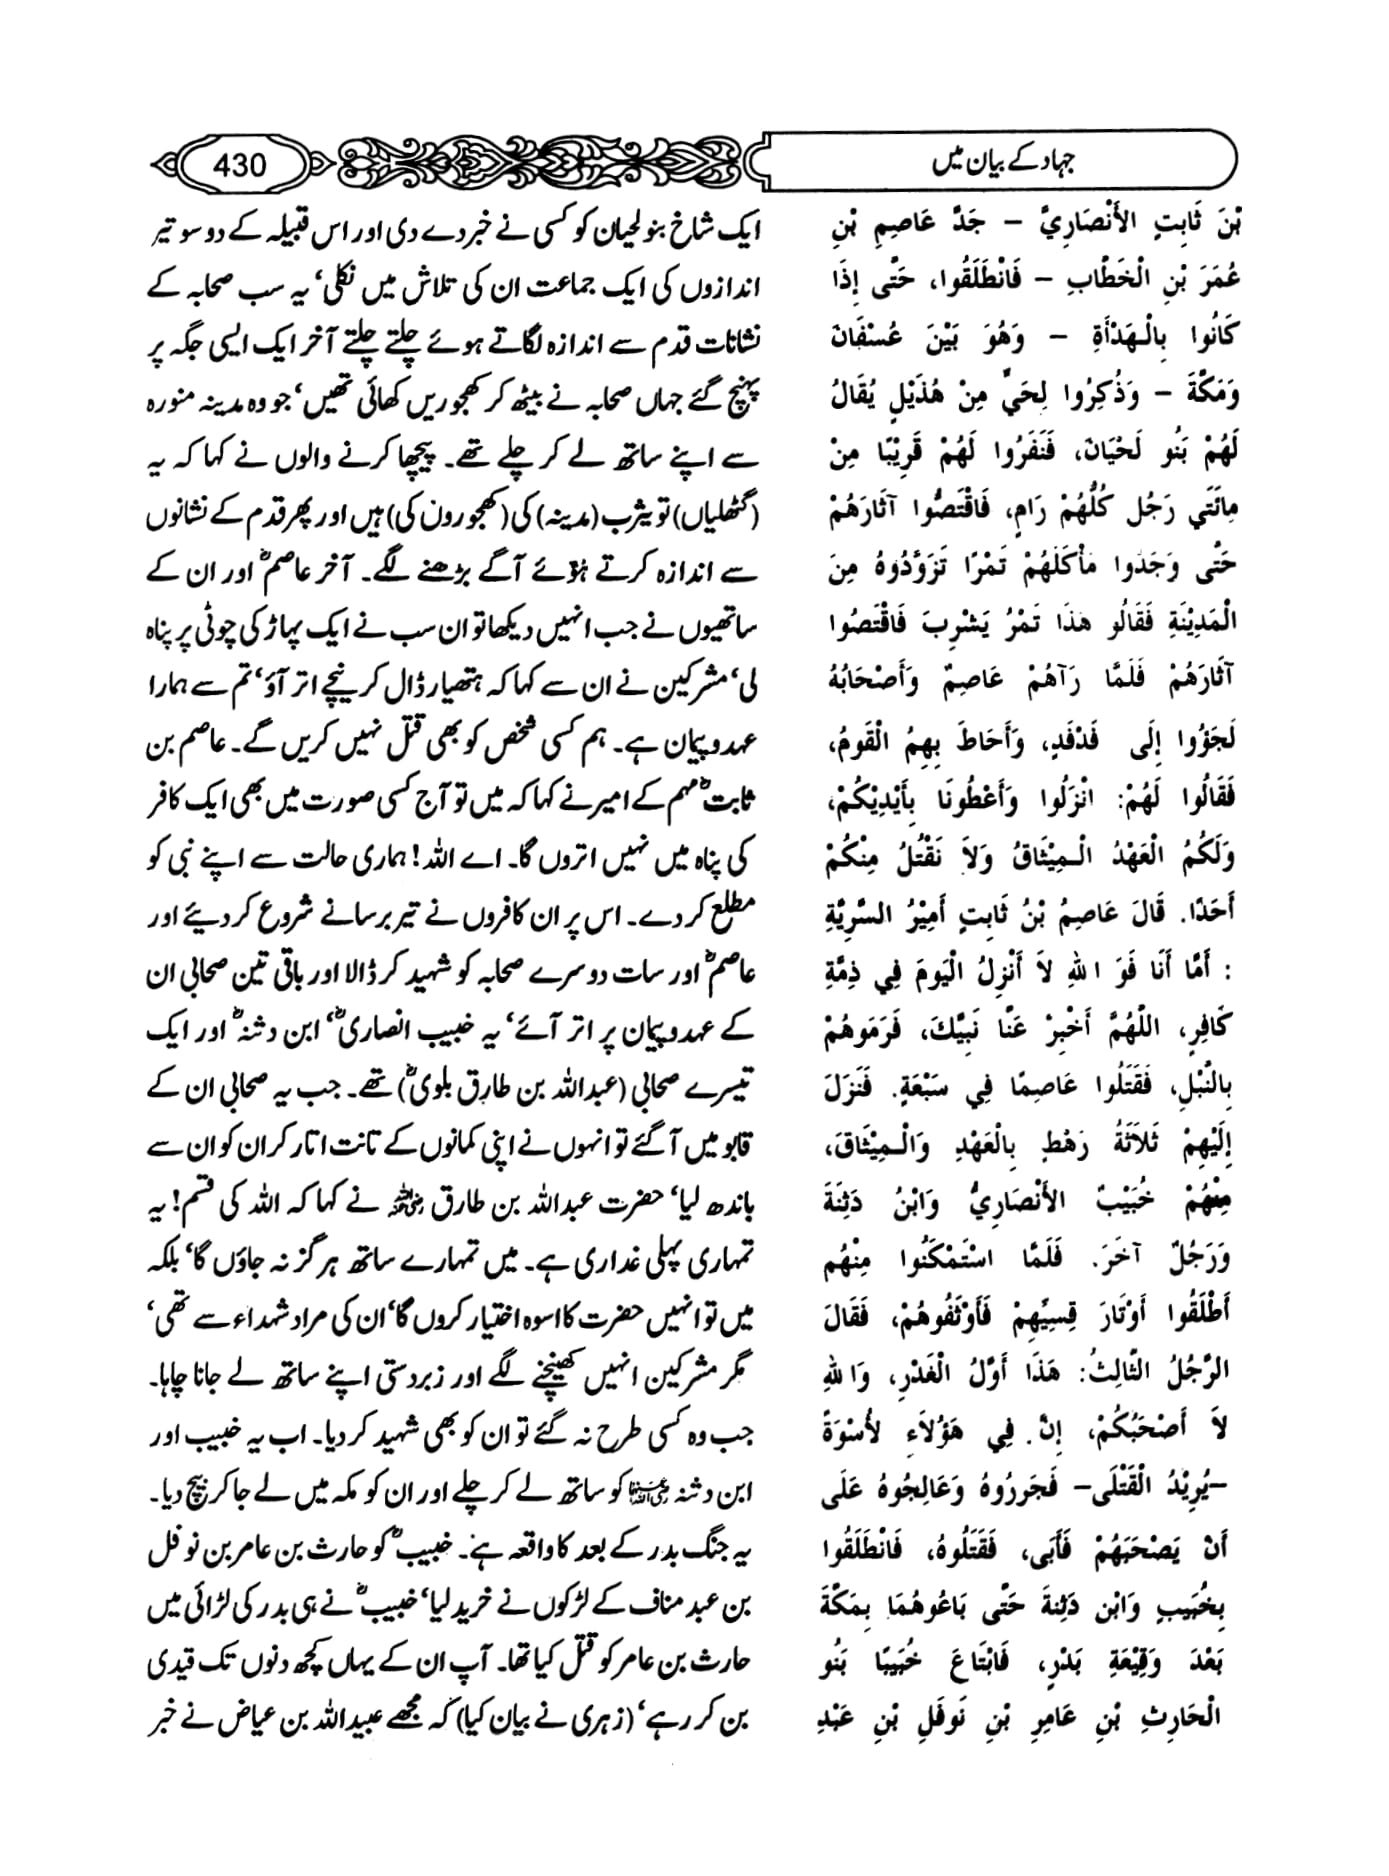 جہاد کے بیان میں
430
بْنَ ثَابِتٍ الأَنْصَارِيَّ – جَدَّ عَاصِمِ بْنِ
عُمَرَ بْنِ الْخَطَّابِ – فَانْطَلَقُوا، حَتَّى إِذَا
كَانُوا بِالْهَدْأَةِ – وَهُوَ بَيْنَ عُسْفَانَ
وَمَكَّةَ – وَذُكِرُوا لِحَيٍّ مِنْ هُذَيْلٍ يُقَالُ
لَهُمْ بَنُو لَحْيَانَ، فَنَفَرُوا لَهُمْ قَرِيْبًا مِنْ
مِائَتَي رَجُل كُلُّهُمْ رَامٍ، فَاقْتَصُّوا آثَارَهُمْ
حَتَّى وَجَدُوا مَأْكَلَهُمْ تَمْرًا تَزَوَّدُوهُ مِنَ
الْمَدِيْنَةِ فَقَالُو هَذَا تَمْرُ يَثْرِبَ فَاقْتَصُوا
آثَارَهُمْ فَلَمَّا رَآهُمْ عَاصِمٌ وَأَصْحَابُهُ
لَجَؤُوا إِلَى فَدْفَدٍ، وَأَحَاطَ بِهِمُ الْقَومُ،
فَقَالُوا لَهُمْ: انْزِلُوا وَأَعْطُونَا بِأَيْدِيْكُمْ،
وَلَكُمُ الْعَهْدُ الْمِيْثَاقُ وَلاَ نَقْتُلُ مِنْكُمْ
أَحَدًا. قَالَ عَاصِمُ بْنُ ثَابِتٍ أَمِيْرُ السَّرِيَّةِ
: أَمَّا أَنَا فَوَ اللهِ لاَ أَنْزِلُ الْيَومَ فِي ذِمَّةِ
كَافِرٍ، اللَّهُمَّ أَخْبِرْ عَنَّا نَبِيَّكَ، فَرَمَوهُمْ
بِالنَّبْلِ، فَقَتَلُوا عَاصِمًا فِي سَبْعَةٍ. فَنَزَلَ
إِلَيْهِمْ ثَلاَثَةُ رَهْطٍ بِالْعَهْدِ وَالْمِيْثَاقَ،
مِنْهُمْ خُبَيْبٌ الأَنْصَارِيُّ وَابْنُ دَثِنَةَ
وَرَجُلٌ آخَرَ. فَلَمَّا اسْتَمْكَنُوا مِنْهُم
أَطْلَقُوا أَوْتَارَ قِسِيِّهِمْ فَأَوْثَقُوهُمْ، فَقَالَ
الرَّجُلُ الثَّالِثُ: هَذَا أَوَّلُ الْغَدْرِ، وَاللهِ
لاَ أَصْحَبُكُمْ، إِنَّ. فِي هَؤُلاَءِ لأُسْوَةً
–يُرِيْدُ الْقَتْلَى– فَجَرَرُوهُ وَعَالِجُوهُ عَلَى
أَنْ يَصْحَبَهُمْ فَأَبَى، فَقَتَلُوهُ، فَانْطَلَقُوا
بِخُبَيبٍ وَابْن دَثِنةَ حَتَّى بَاعُوهُمَا بِمَكَّةَ
بَعْدَ وَقِيْعَةِ بَدْرٍ، فَابْتَاعَ خُبَيبًا بَنُو
الْحَارِثِ بْنِ عَامِرِ بْنِ نَوفَلِ بْنِ عَبْدِ
ایک شاخ بنو لحیان کو کسی نے خبر دے دی اور اس قبیلہ کے دو سو تیر
اندازوں کی ایک جماعت ان کی تلاش میں نکلی‘ یہ سب صحابہ کے
نشانات قدم سے اندازہ لگاتے ہوئے چلتے چلتے آخر ایک ایسی جگہ پر
پہنچ گئے جہاں صحابہ نے بیٹھ کر کھجوریں کھائی تھیں‘ جو وہ مدینہ منورہ
سے اپنے ساتھ لے کر چلے تھے۔ پیچھا کرنے والوں نے کہا کہ یہ
(گٹھلیاں) تو یثرب (مدینہ) کی (کھجوروں کی) ہیں اور پھر قدم کے نشانوں
سے اندازہ کرتے ہوئے آگے بڑھنے لگے۔ آخر عاصمؓ اور ان کے
ساتھیوں نے جب انہیں دیکھا تو ان سب نے ایک پہاڑ کی چوٹی پر پناہ
لی‘ مشرکین نے ان سے کہا کہ ہتھیار ڈال کر نیچے اتر آؤ‘ تم سے ہمارا
عہد و پیمان ہے۔ ہم کسی شخص کو بھی قتل نہیں کریں گے۔ عاصم بن
ثابتؓ مہم کے امیر نے کہا کہ میں تو آج کسی صورت میں بھی ایک کافر
کی پناہ میں نہیں اتروں گا۔ اے اللہ! ہماری حالت سے اپنے نبی کو
مطلع کر دے۔ اس پر ان کافروں نے تیر برسانے شروع کر دیئے اور
عاصمؓ اور سات دوسرے صحابہ کو شہید کر ڈالا اور باقی تین صحابی ان
کے عہد و پیمان پر اتر آئے‘ یہ خبیب انصاریؓ‘ ابن دثنہؓ اور ایک
تیسرے صحابی (عبداللہ بن طارق بلویؓ) تھے۔ جب یہ صحابی ان کے
قابو میں آ گئے تو انہوں نے اپنی کمانوں کے تانت اتار کر ان کو ان سے
باندھ لیا‘ حضرت عبداللہ بن طارق رضی اللہ عنہ نے کہا کہ اللہ کی قسم! یہ
تمہاری پہلی غداری ہے۔ میں تمہارے ساتھ ہرگز نہ جاؤں گا‘ بلکہ
میں تو انہیں حضرت کا اسوہ اختیار کروں گا‘ ان کی مراد شہداء سے تھی‘
مگر مشرکین انہیں کھینچنے لگے اور زبردستی اپنے ساتھ لے جانا چاہا۔
جب وہ کسی طرح نہ گئے تو ان کو بھی شہید کر دیا۔ اب یہ خبیب اور
ابن دثنہ رضی اللہ عنہما کو ساتھ لے کر چلے اور ان کو مکہ میں لے جا کر بیچ دیا۔
یہ جنگ بدر کے بعد کا واقعہ ہے۔ خبیبؓ کو حارث بن عامر بن نوفل
بن عبد مناف کے لڑکوں نے خرید لیا‘ خبیبؓ نے ہی بدر کی لڑائی میں
حارث بن عامر کو قتل کیا تھا۔ آپ ان کے یہاں کچھ دنوں تک قیدی
بن کر رہے‘ (زہری نے بیان کیا) کہ مجھے عبیداللہ بن عیاض نے خبر